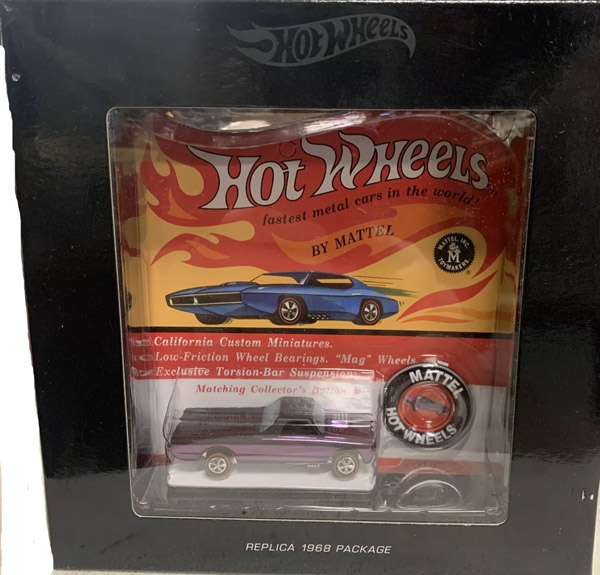 HOT WHEELS
HOT WHEELS
fastest metal cars in the world!
BY MATTEL
MATTEL, INC.
M
TOYMAKERS
California Custom Miniatures.
Low-Friction Wheel Bearings. "Mag" Wheels.
Exclusive Torsion-Bar Suspension.
Matching Collector's Button
MATTEL
HOT WHEELS
REPLICA 1968 PACKAGE